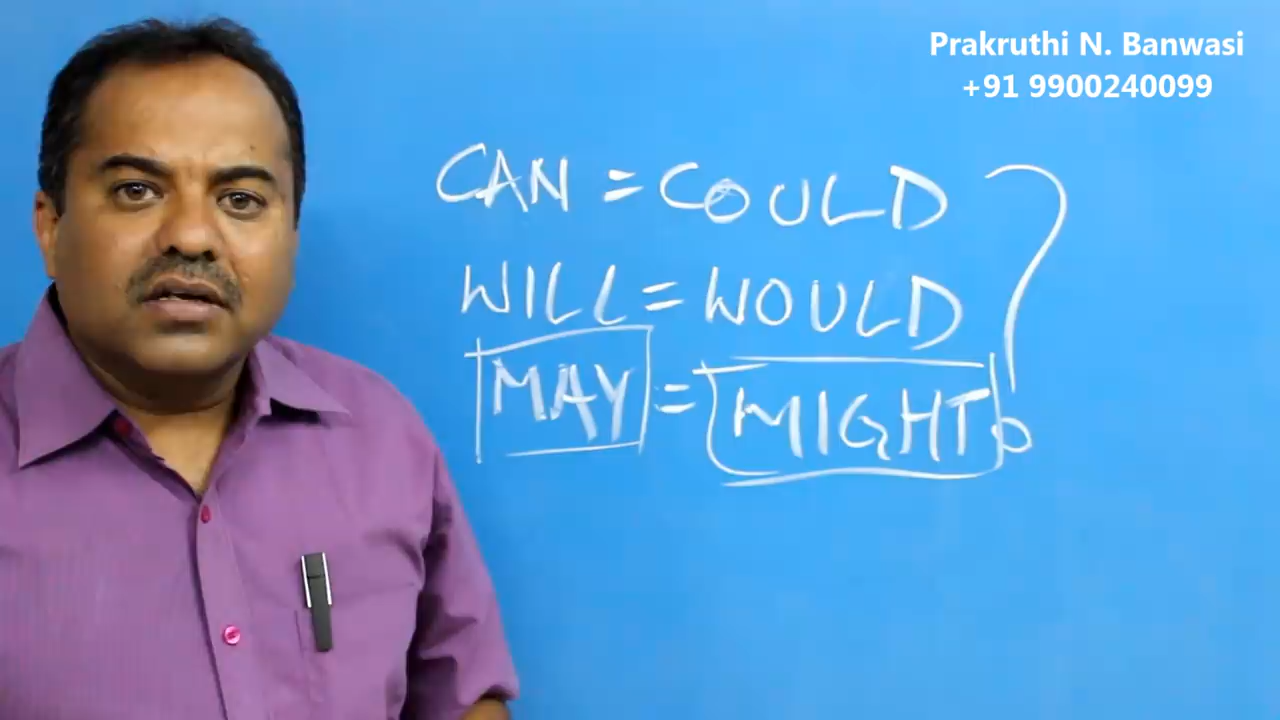 Prakruthi N. Banwasi
+91 9900240099
CAN = COULD
WILL = WOULD
MAY = MIGHT ?